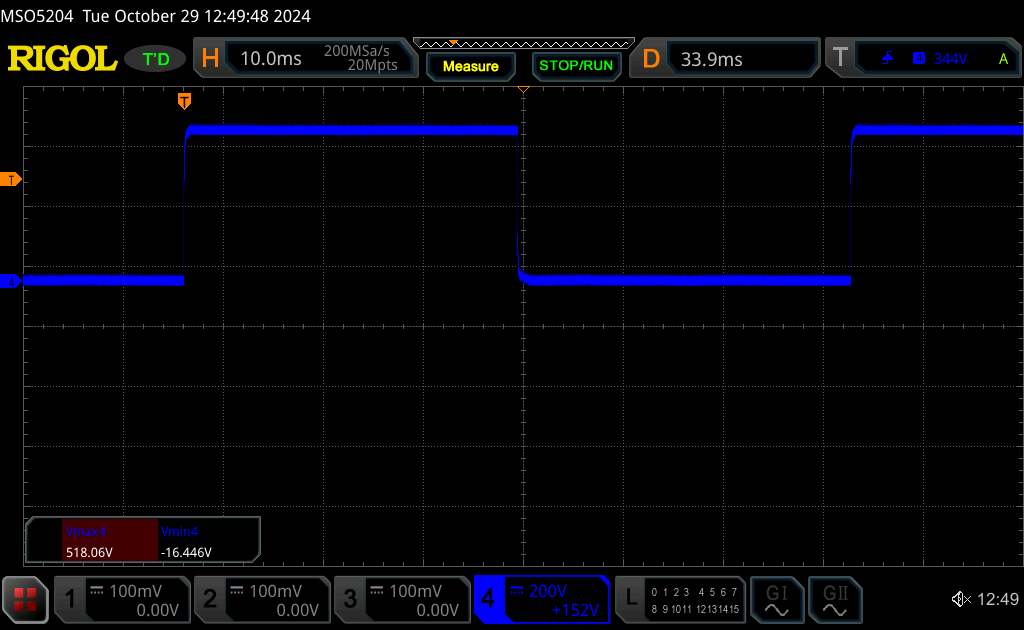 MSO5204 Tue October 29 12:49:48 2024
RIGOL T'D H 10.0ms 200MSa/s 20Mpts Measure STOP/RUN D 33.9ms T 344V A
T
T
4
Vmax4 Vmin4
518.06V -16.446V
1 100mV 0.00V 2 100mV 0.00V 3 100mV 0.00V 4 200V +152V L 0 1 2 3 4 5 6 7 GI GII 12:49
8 9 10 11 12 13 14 15